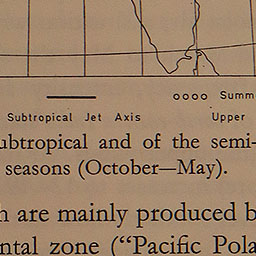 oooo Summ
Subtropical Jet Axis Upper
ubtropical and of the semi-
seasons (October—May).
are mainly produced b
ntal zone (“Pacific Pola